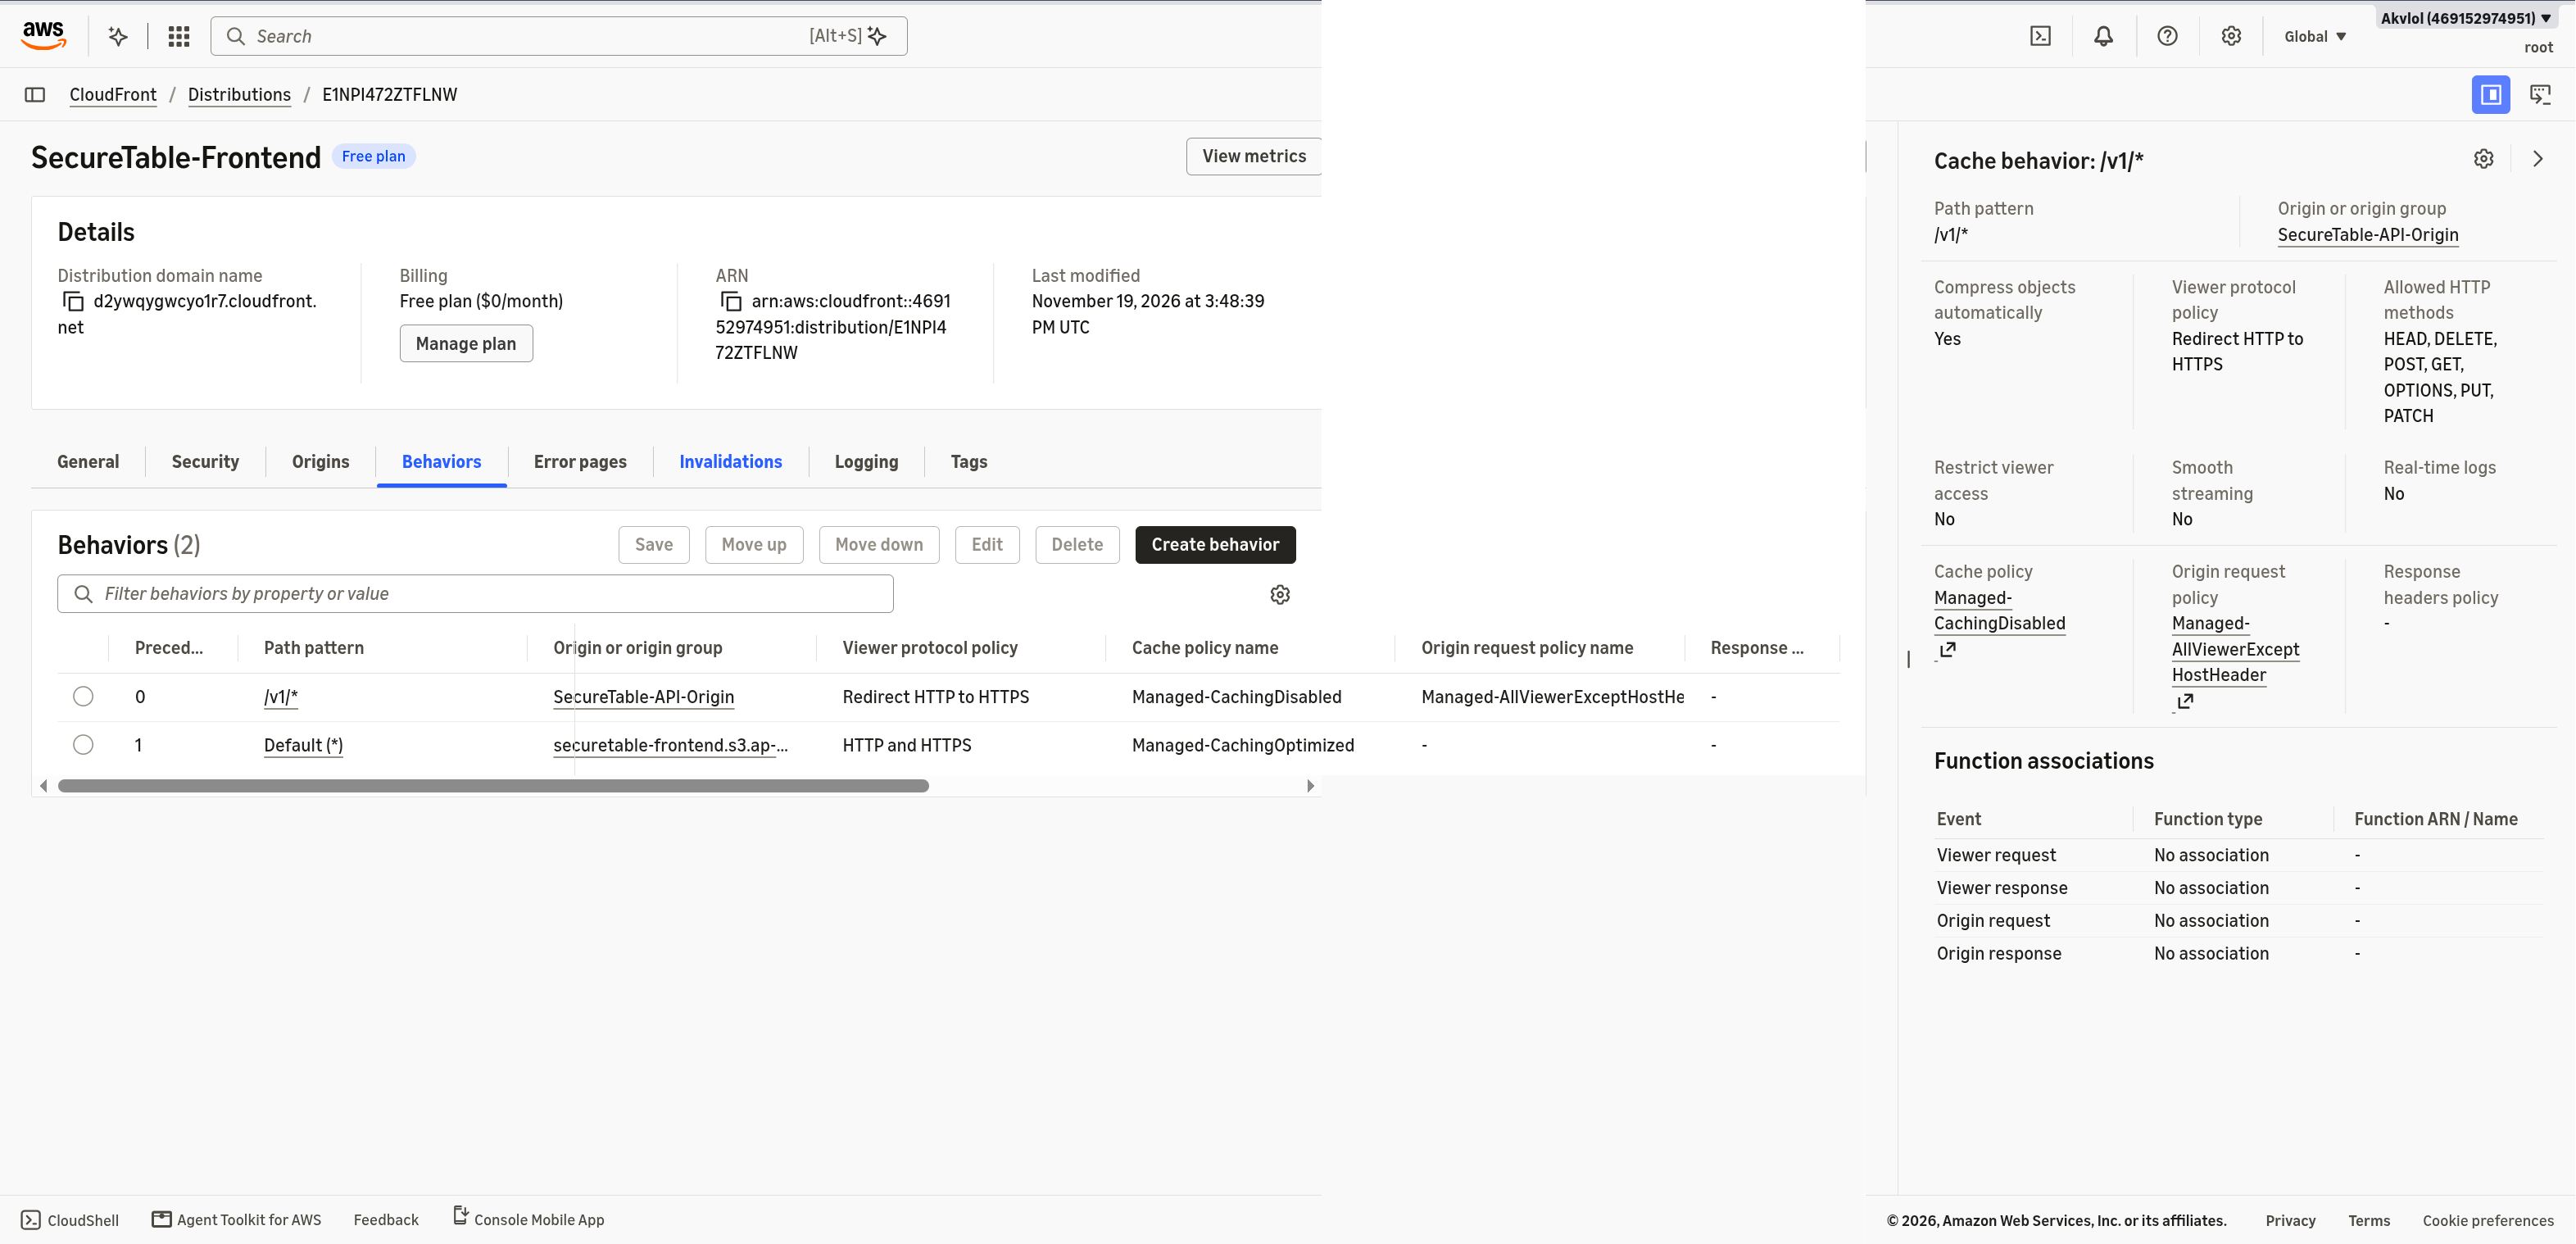 aws
Search [Alt+S]
Global ▼
Akvlol (469152974951) ▼
root
CloudFront / Distributions / E1NPI472ZTFLNW
SecureTable-Frontend Free plan
View metrics
Details
Distribution domain name
d2ywqygwcyo1r7.cloudfront.
net
Billing
Free plan ($0/month)
Manage plan
ARN
arn:aws:cloudfront::4691
52974951:distribution/E1NPI4
72ZTFLNW
Last modified
November 19, 2026 at 3:48:39
PM UTC
General Security Origins Behaviors Error pages Invalidations Logging Tags
Behaviors (2)
Save Move up Move down Edit Delete Create behavior
Filter behaviors by property or value
Preced... Path pattern Origin or origin group Viewer protocol policy Cache policy name Origin request policy name Response ...
0 /v1/* SecureTable-API-Origin Redirect HTTP to HTTPS Managed-CachingDisabled Managed-AllViewerExceptHostHe -
1 Default (*) securetable-frontend.s3.ap-... HTTP and HTTPS Managed-CachingOptimized - -
Cache behavior: /v1/*
Path pattern
/v1/*
Origin or origin group
SecureTable-API-Origin
Compress objects
automatically
Yes
Viewer protocol
policy
Redirect HTTP to
HTTPS
Allowed HTTP
methods
HEAD, DELETE,
POST, GET,
OPTIONS, PUT,
PATCH
Restrict viewer
access
No
Smooth
streaming
No
Real-time logs
No
Cache policy
Managed-
CachingDisabled
Origin request
policy
Managed-
AllViewerExcept
HostHeader
Response
headers policy
-
Function associations
Event Function type Function ARN / Name
Viewer request No association -
Viewer response No association -
Origin request No association -
Origin response No association -
CloudShell Agent Toolkit for AWS Feedback Console Mobile App
© 2026, Amazon Web Services, Inc. or its affiliates. Privacy Terms Cookie preferences